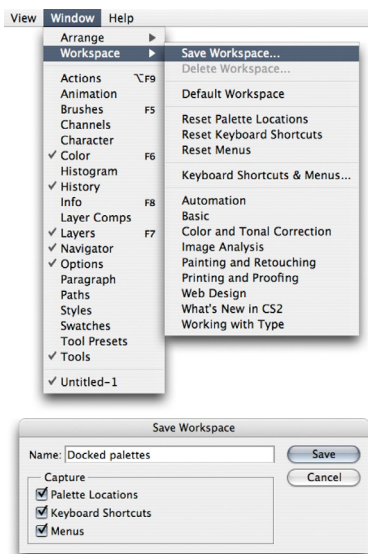 View Window Help
Arrange
Workspace
Actions ⌥F9
Animation
Brushes F5
Channels
Character
✓ Color F6
Histogram
✓ History
Info F8
Layer Comps
✓ Layers F7
✓ Navigator
✓ Options
Paragraph
Paths
Styles
Swatches
Tool Presets
✓ Tools
✓ Untitled-1
Save Workspace...
Delete Workspace...
Default Workspace
Reset Palette Locations
Reset Keyboard Shortcuts
Reset Menus
Keyboard Shortcuts & Menus...
Automation
Basic
Color and Tonal Correction
Image Analysis
Painting and Retouching
Printing and Proofing
Web Design
What's New in CS2
Working with Type
Save Workspace
Name: Docked palettes
Save
Cancel
Capture
Palette Locations
Keyboard Shortcuts
Menus